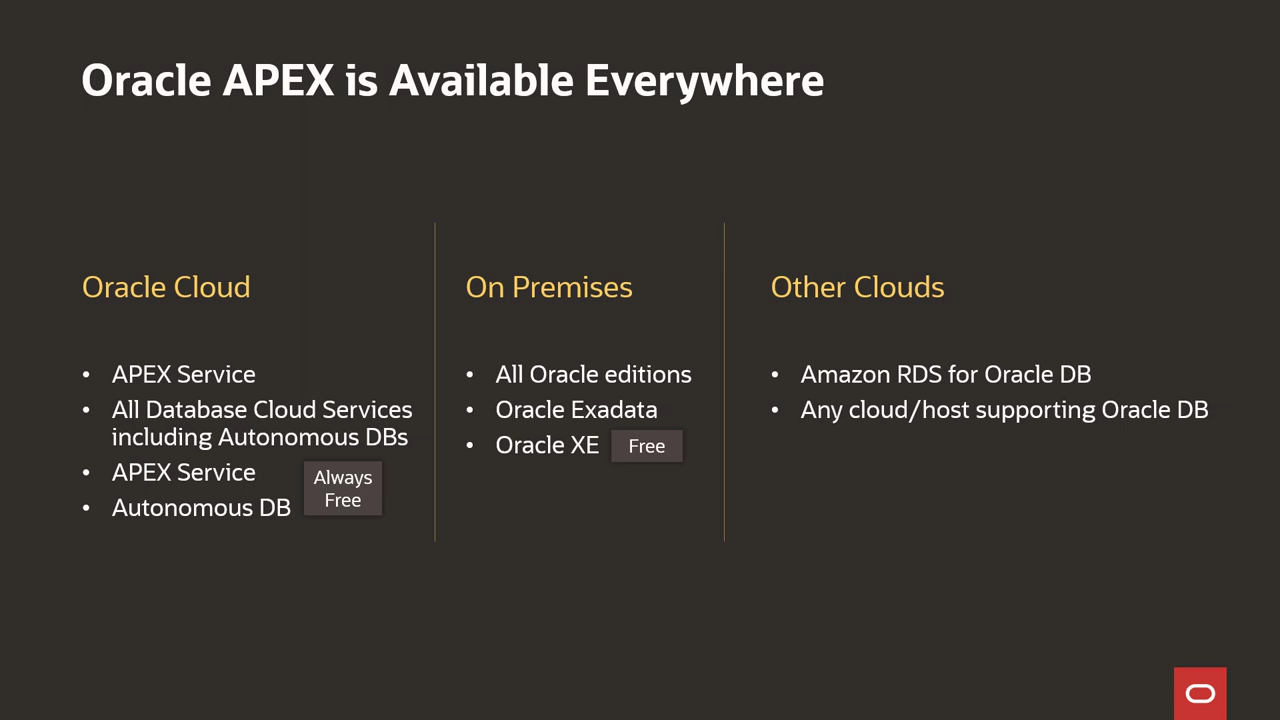 Oracle APEX is Available Everywhere
Oracle Cloud
• APEX Service
• All Database Cloud Services
including Autonomous DBs
• APEX Service
• Autonomous DB
Always
Free
On Premises
• All Oracle editions
• Oracle Exadata
• Oracle XE Free
Other Clouds
• Amazon RDS for Oracle DB
• Any cloud/host supporting Oracle DB